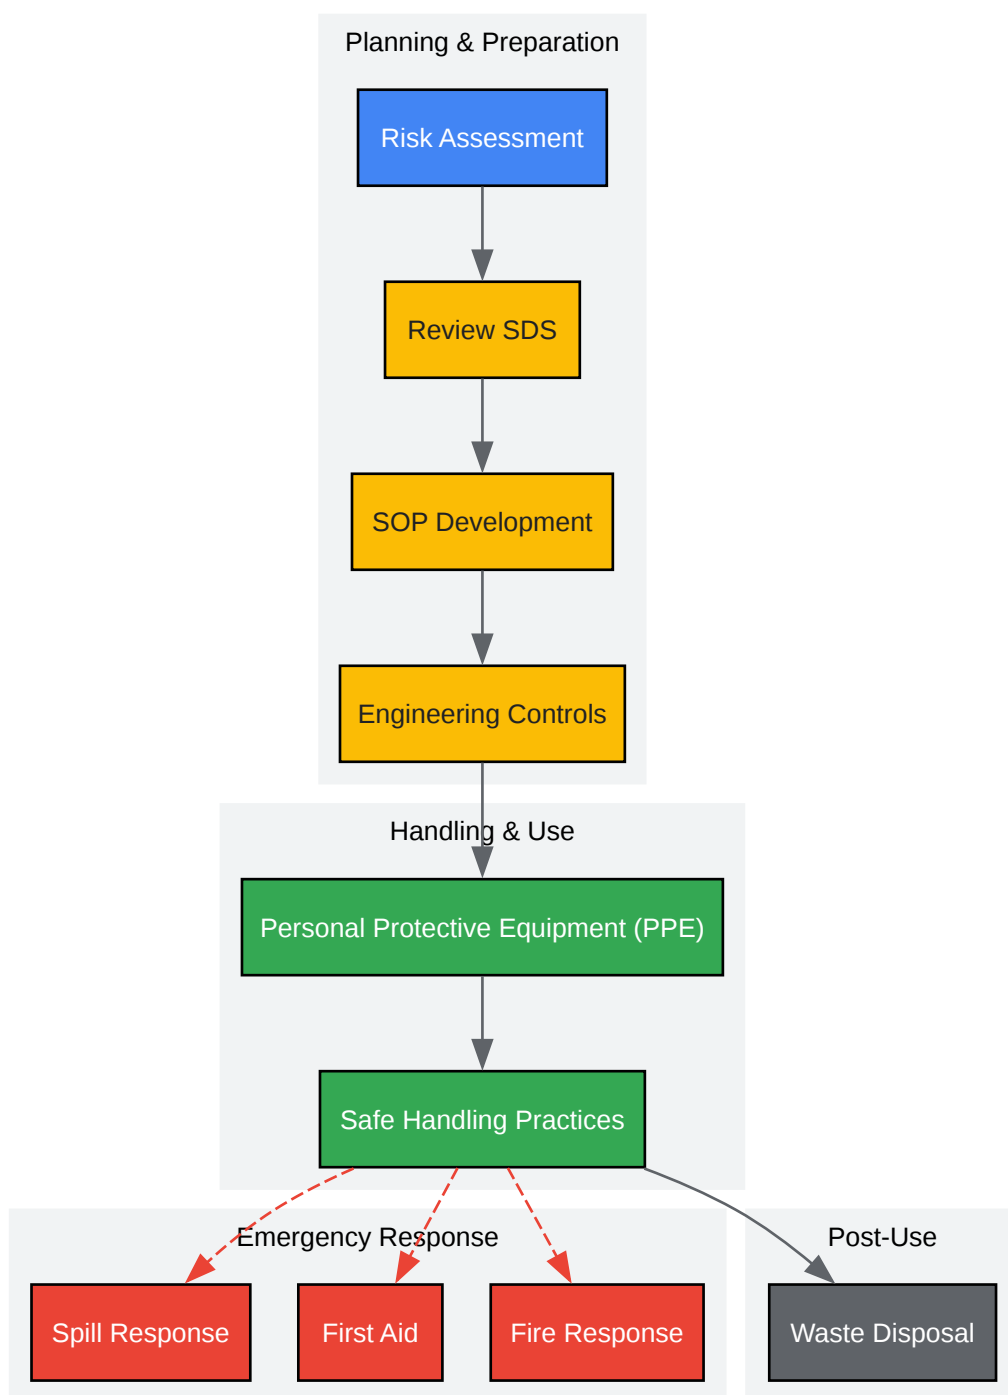 Planning & Preparation
Risk Assessment
Review SDS
SOP Development
Engineering Controls
Handling & Use
Personal Protective Equipment (PPE)
Safe Handling Practices
Emergency Response
Post-Use
Spill Response
First Aid
Fire Response
Waste Disposal